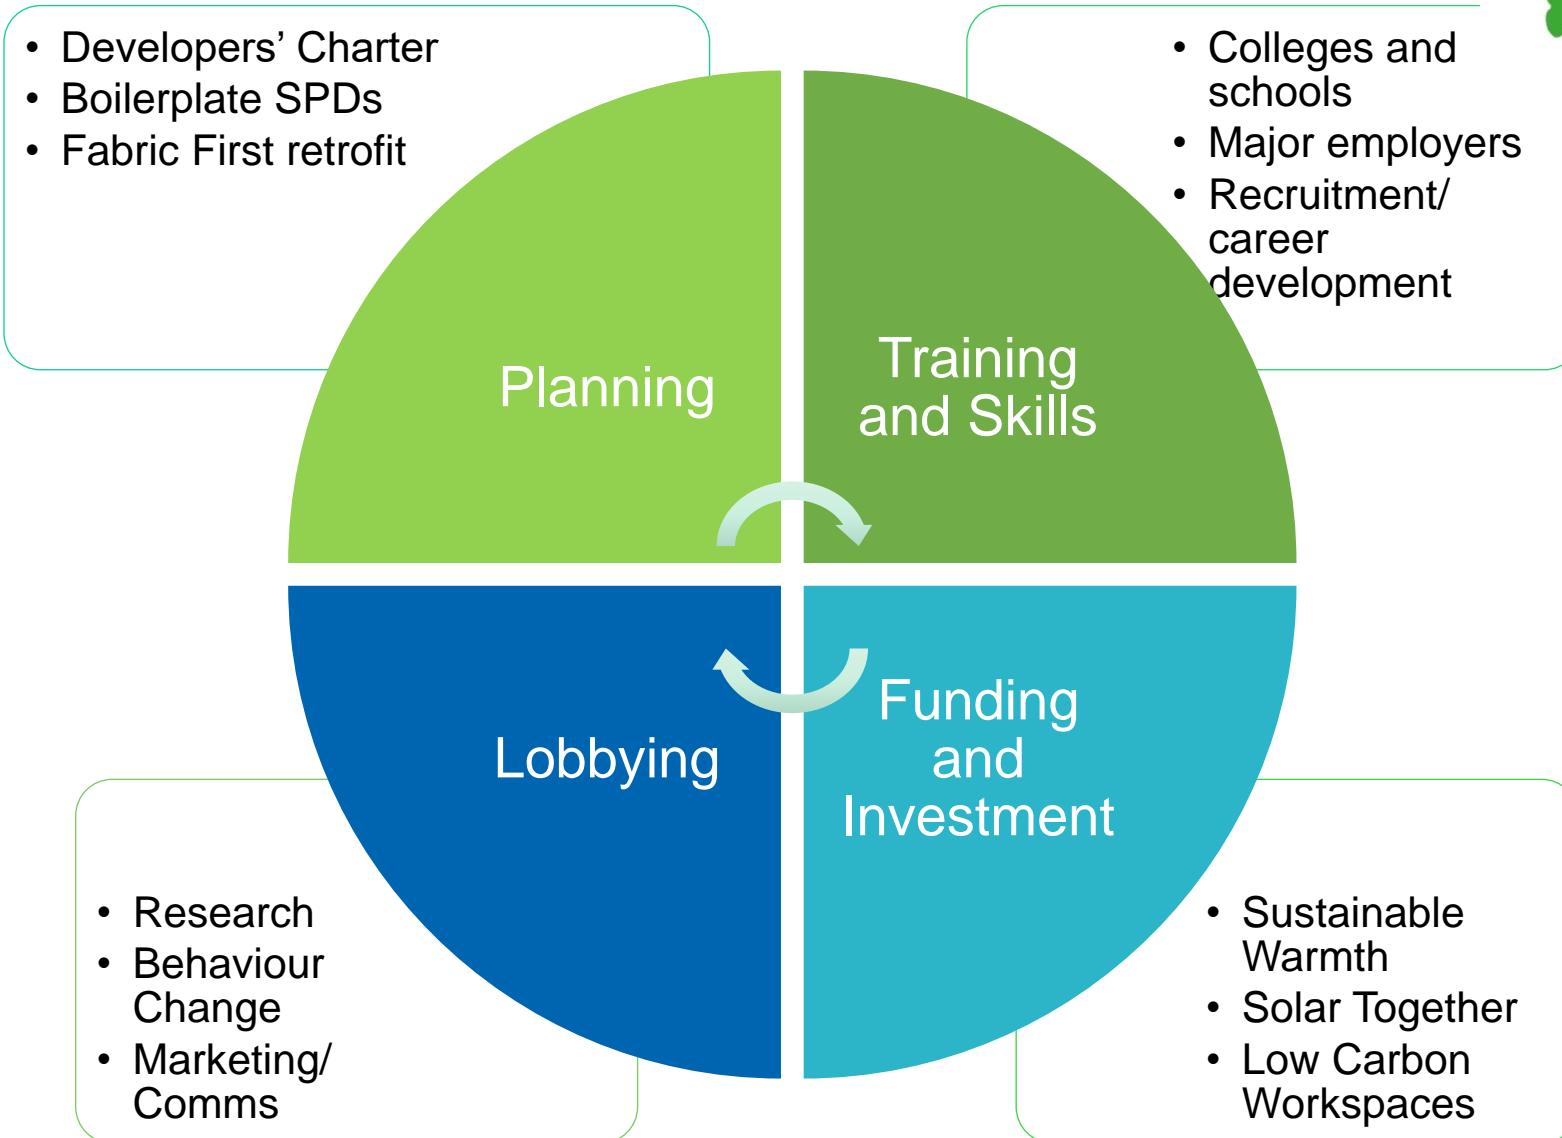 • Developers’ Charter
• Boilerplate SPDs
• Fabric First retrofit
• Colleges and
schools
• Major employers
• Recruitment/
career
development
Planning
Training
and Skills
Lobbying
Funding
and
Investment
• Research
• Behaviour
Change
• Marketing/
Comms
• Sustainable
Warmth
• Solar Together
• Low Carbon
Workspaces